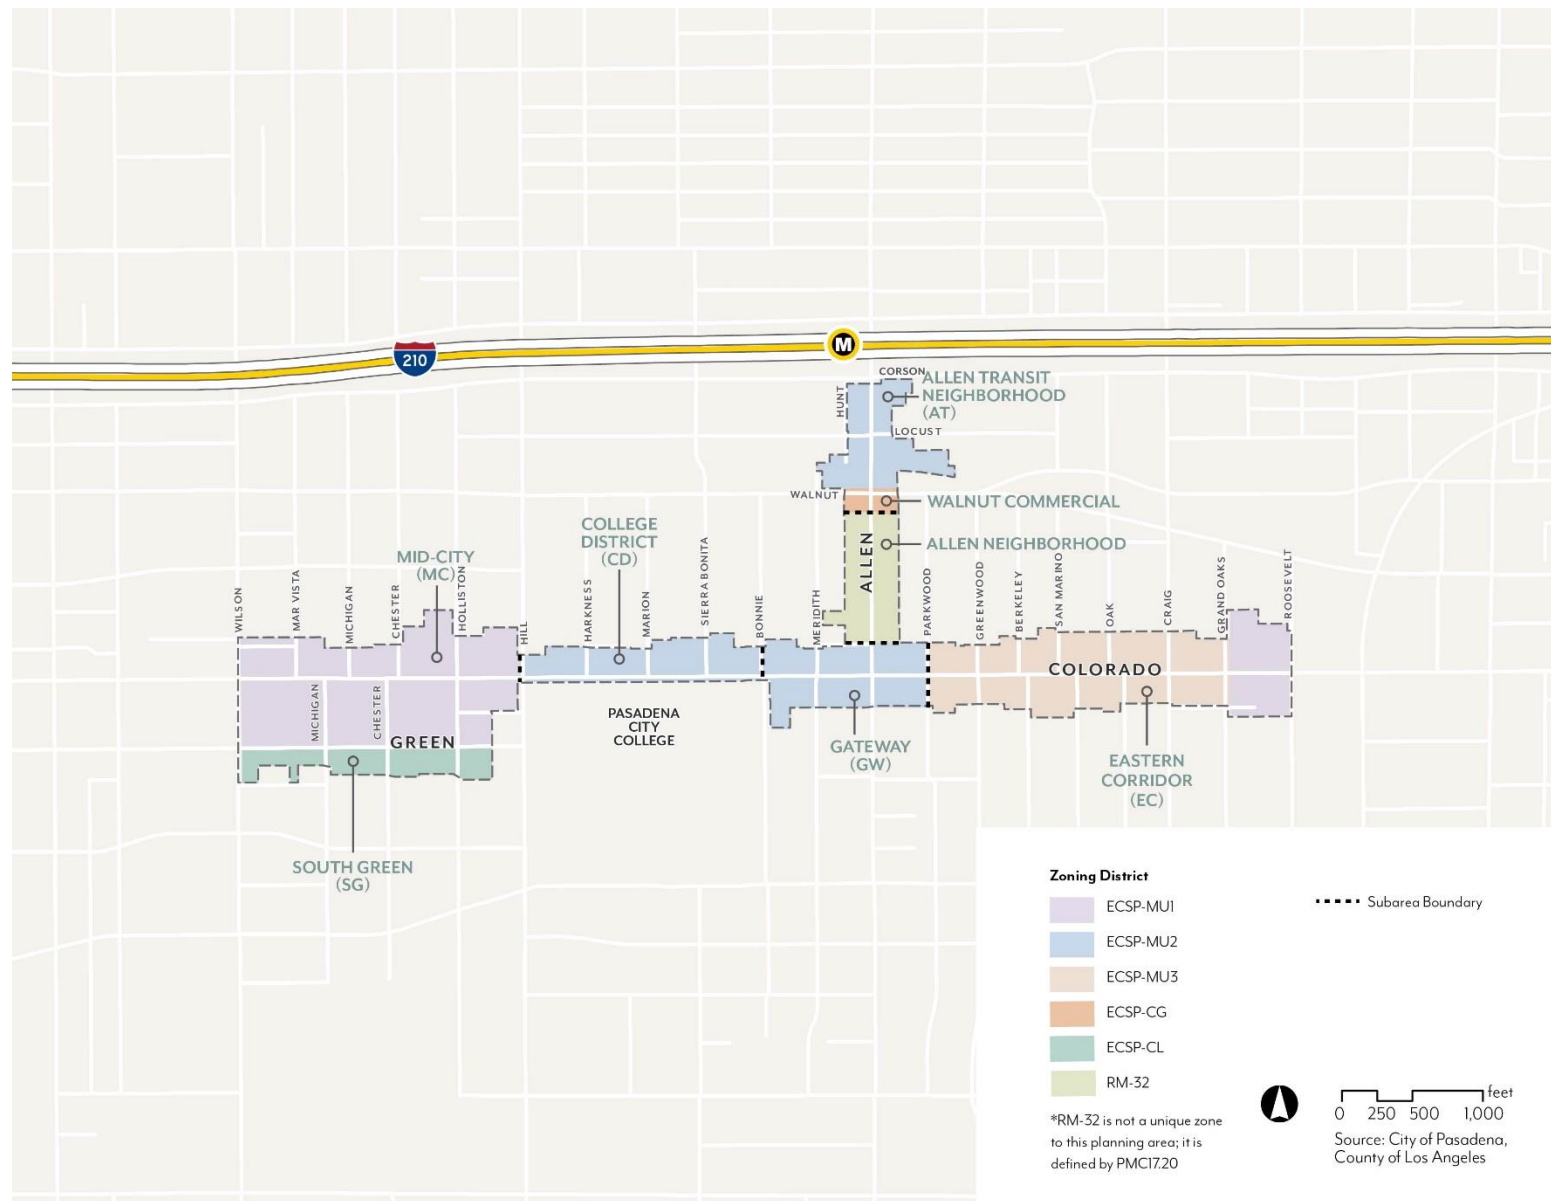 210
M
CORSON
ALLEN TRANSIT
NEIGHBORHOOD
(AT)
HUNT
LOCUST
WALNUT
WALNUT COMMERCIAL
ALLEN NEIGHBORHOOD
ALLEN
COLLEGE
DISTRICT
(CD)
MID-CITY
(MC)
WILSON
MAR VISTA
MICHIGAN
CHESTER
HOLLISTON
HILL
HARKNESS
MARION
SIERRA BONITA
BONNIE
MERIDITH
PARKWOOD
GREENWOOD
BERKELEY
SAN MARINO
OAK
CRAIG
GRAND OAKS
ROOSEVELT
COLORADO
MICHIGAN
CHESTER
GREEN
PASADENA
CITY
COLLEGE
GATEWAY
(GW)
EASTERN
CORRIDOR
(EC)
SOUTH GREEN
(SG)
Zoning District
ECSP-MU1
ECSP-MU2
ECSP-MU3
ECSP-CG
ECSP-CL
RM-32
Subarea Boundary
*RM-32 is not a unique zone
to this planning area; it is
defined by PMC17.20
feet
0 250 500 1,000
Source: City of Pasadena,
County of Los Angeles